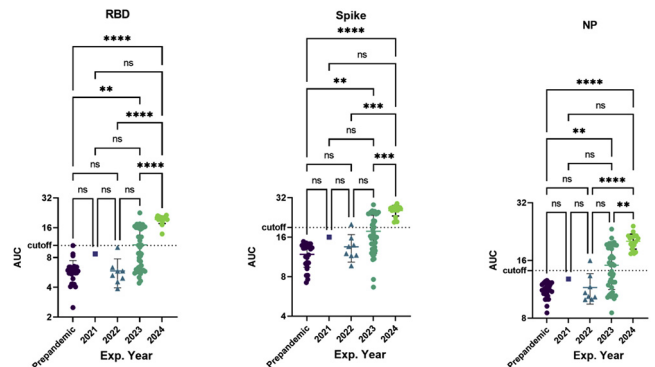 RBD
****
ns
**
****
ns
ns
****
ns
ns
ns
32
16
cutoff
8
4
2
AUC
Prepandemic
2021
2022
2023
2024
Exp. Year
Spike
****
ns
**
***
ns
ns
***
ns
ns
ns
32
cutoff
16
8
4
AUC
Prepandemic
2021
2022
2023
2024
Exp. Year
NP
****
ns
**
ns
ns
****
ns
ns
ns
**
32
16
cutoff
8
AUC
Prepandemic
2021
2022
2023
2024
Exp. Year